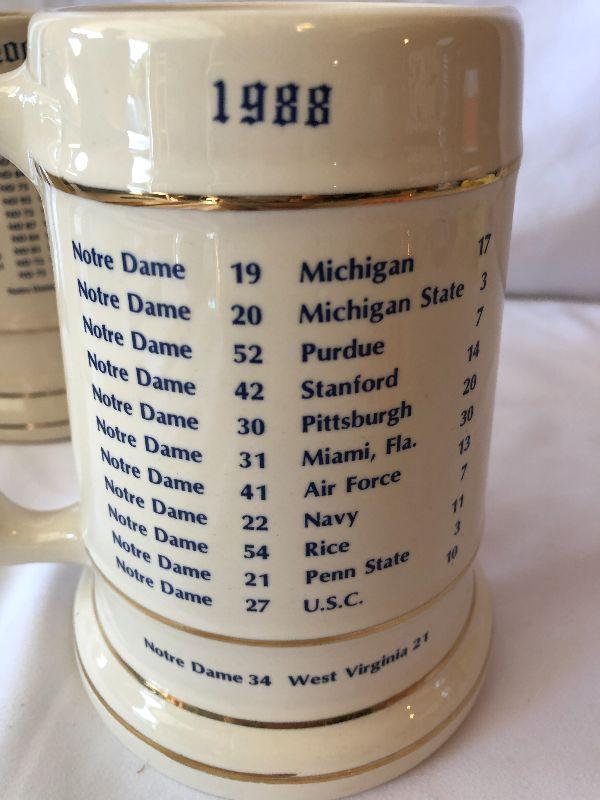 1988
Notre Dame 19 Michigan 17
Notre Dame 20 Michigan State 3
Notre Dame 52 Purdue 7
Notre Dame 42 Stanford 14
Notre Dame 30 Pittsburgh 20
Notre Dame 31 Miami, Fla. 30
Notre Dame 41 Air Force 13
Notre Dame 22 Navy 7
Notre Dame 54 Rice 11
Notre Dame 21 Penn State 3
Notre Dame 27 U.S.C. 10
Notre Dame 34 West Virginia 21